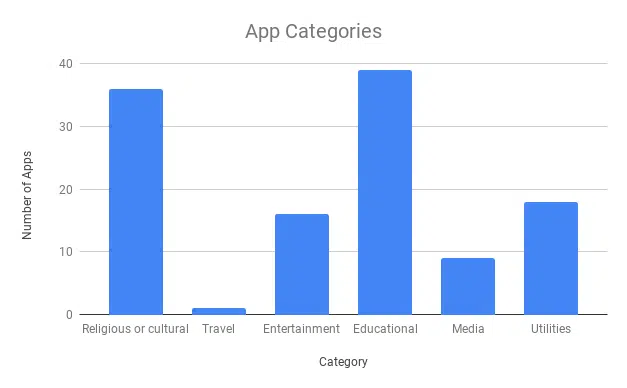 App Categories
40
30
20
10
0
Number of Apps
Religious or cultural Travel Entertainment Educational Media Utilities
Category